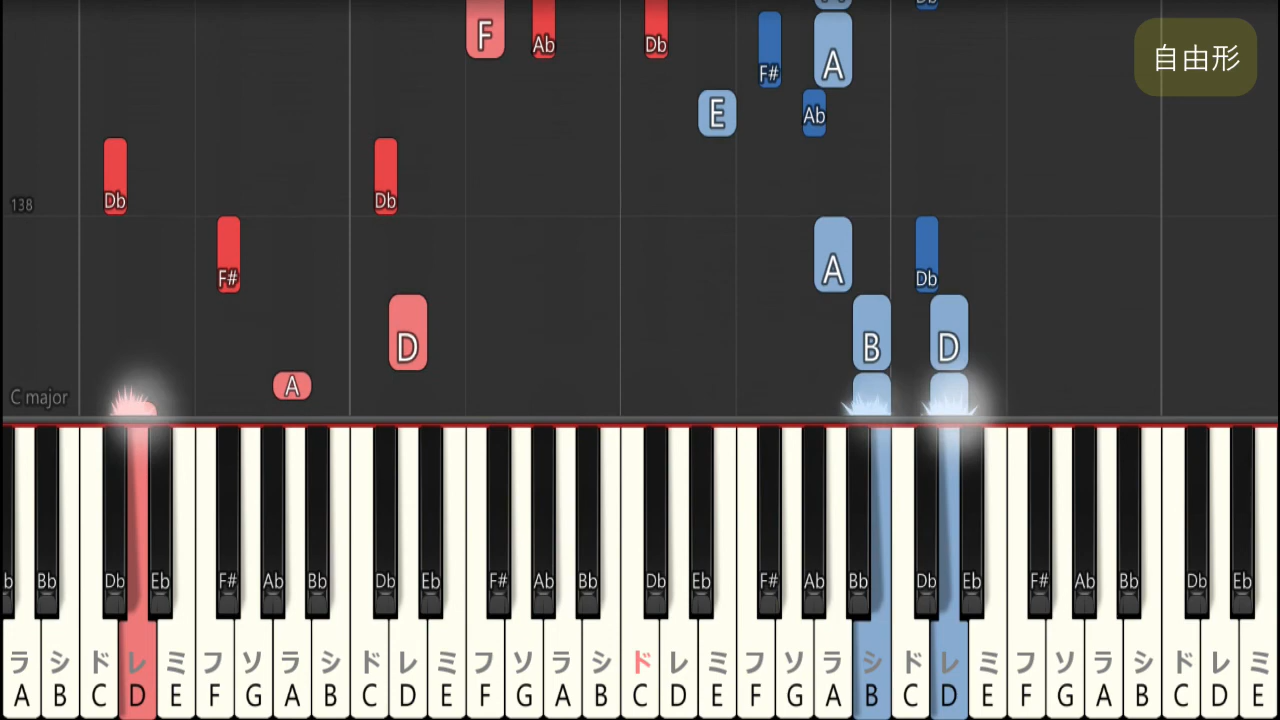 F Ab Db F# A Db
自由形
E Ab
Db Db
138
F# A Db
D B D
A
C major
b Bb Db Eb F# Ab Bb Db Eb F# Ab Bb Db Eb F# Ab Bb Db Eb F# Ab Bb Db Eb
ラ シ ド レ ミ フ ソ ラ シ ド レ ミ フ ソ ラ シ ド レ ミ フ ソ ラ シ ド レ ミ フ ソ ラ シ ド レ ミ
A B C D E F G A B C D E F G A B C D E F G A B C D E F G A B C D E